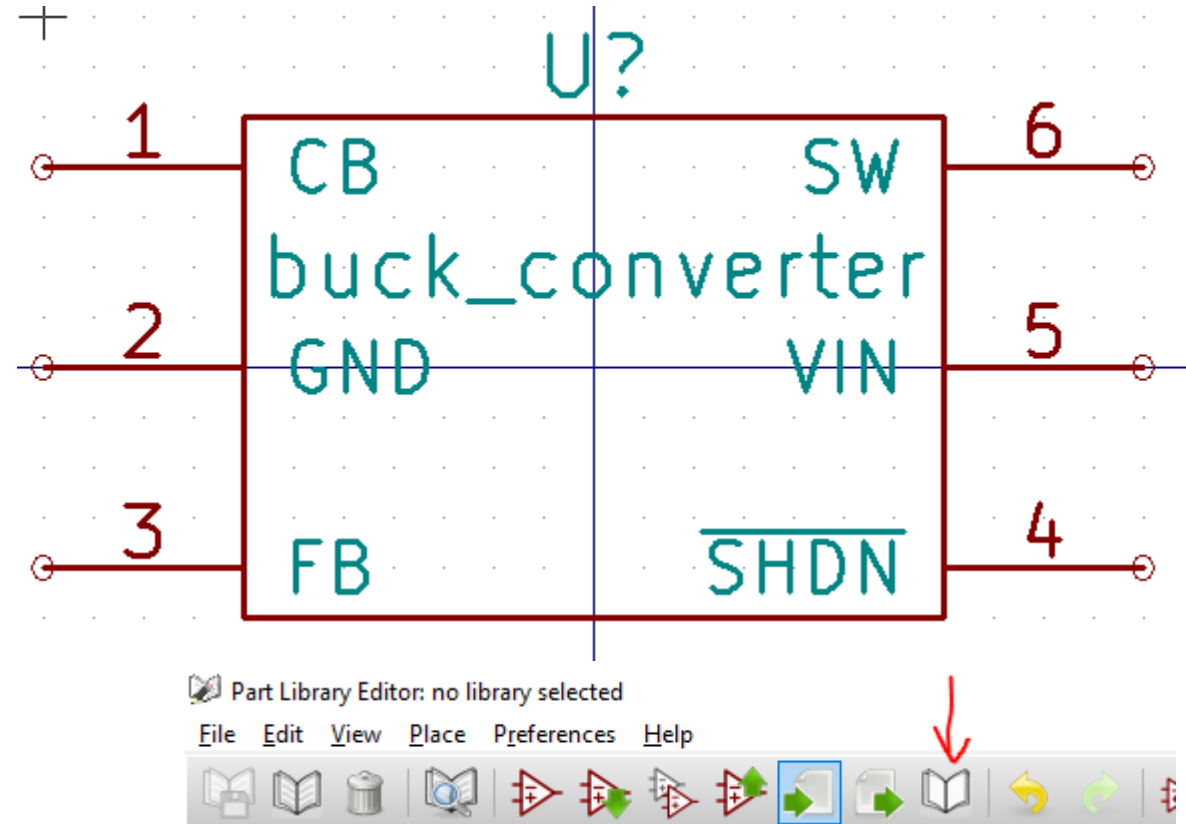 U?
1 CB SW 6
buck_converter
2 GND VIN 5
3 FB SHDN 4
Part Library Editor: no library selected
File Edit View Place Preferences Help